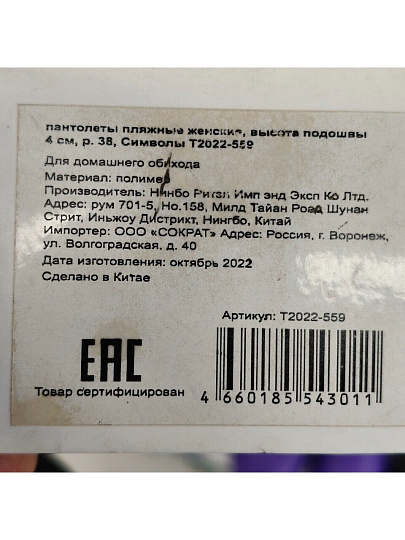 пантолеты пляжные женские, высота подошвы
4 см, р. 38, Символы T2022-559
Для домашнего обихода
Материал: полимер
Производитель: Нинбо Ритзн Имп энд Эксп Ко Лтд.
Адрес: рум 701-5, Но.158, Милд Тайан Роад Шунан
Стрит, Иньжоу Дистрикт, Нингбо, Китай
Импортер: ООО «СОКРАТ» Адрес: Россия, г. Воронеж,
ул. Волгоградская, д. 40
Дата изготовления: октябрь 2022
Сделано в Китае
Артикул: T2022-559
EAC
Товар сертифицирован
4 660185 543011